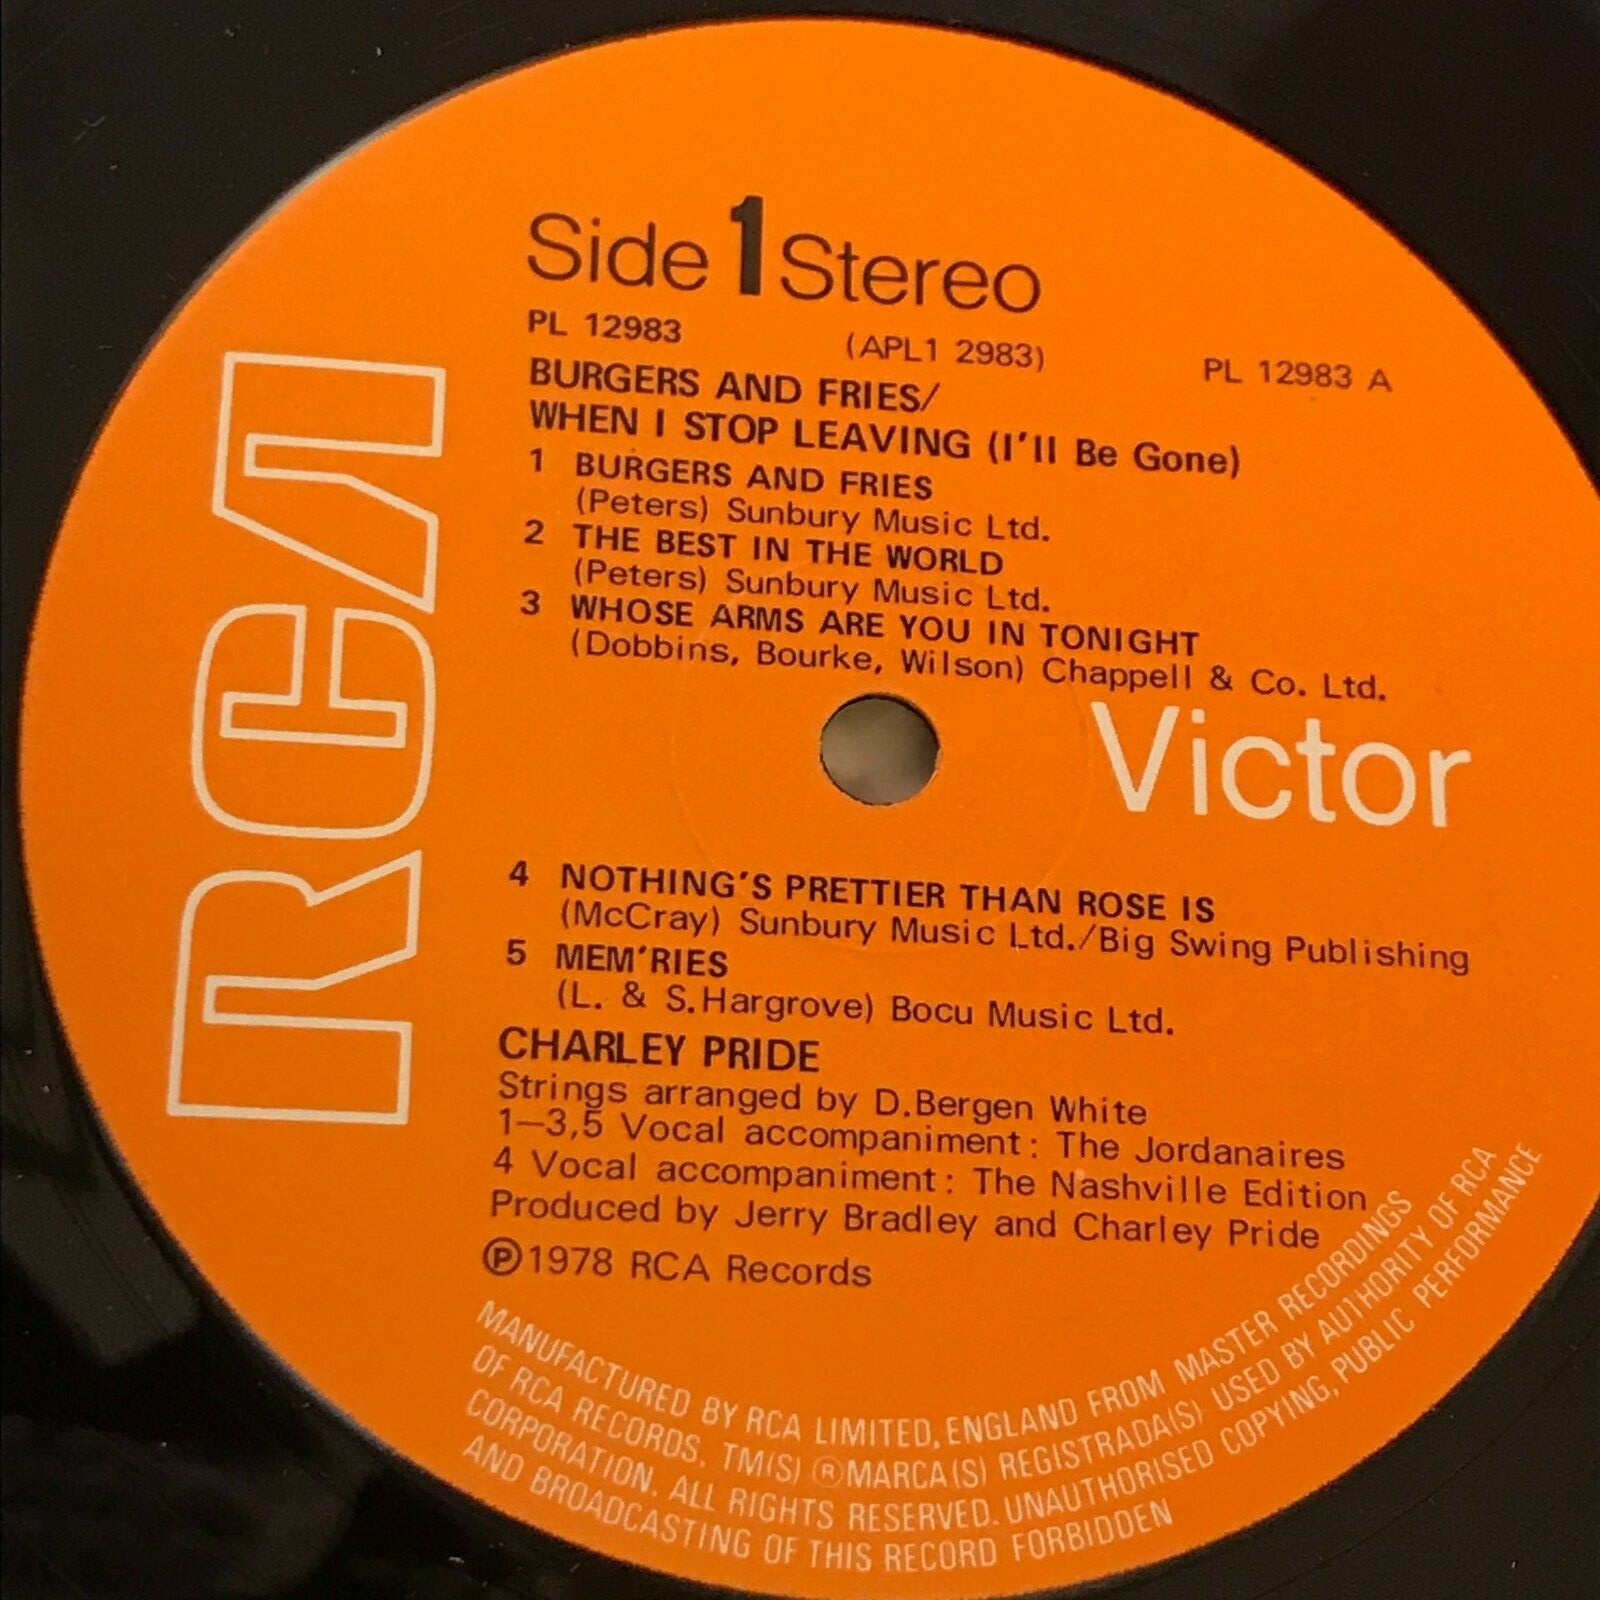 Side 1 Stereo
PL 12983 (APL1 2983) PL 12983 A
BURGERS AND FRIES/
WHEN I STOP LEAVING (I'll Be Gone)
1 BURGERS AND FRIES
(Peters) Sunbury Music Ltd.
2 THE BEST IN THE WORLD
(Peters) Sunbury Music Ltd.
3 WHOSE ARMS ARE YOU IN TONIGHT
(Dobbins, Bourke, Wilson) Chappell & Co. Ltd.
RCA
Victor
4 NOTHING'S PRETTIER THAN ROSE IS
(McCray) Sunbury Music Ltd./Big Swing Publishing
5 MEM'RIES
(L. & S.Hargrove) Bocu Music Ltd.
CHARLEY PRIDE
Strings arranged by D.Bergen White
1—3,5 Vocal accompaniment: The Jordanaires
4 Vocal accompaniment: The Nashville Edition
Produced by Jerry Bradley and Charley Pride
℗1978 RCA Records
MANUFACTURED BY RCA LIMITED, ENGLAND FROM MASTER RECORDINGS
OF RCA RECORDS. TM(S) ® MARCA(S) REGISTRADA(S) USED BY AUTHORITY OF RCA
CORPORATION. ALL RIGHTS RESERVED. UNAUTHORISED COPYING, PUBLIC PERFORMANCE
AND BROADCASTING OF THIS RECORD FORBIDDEN